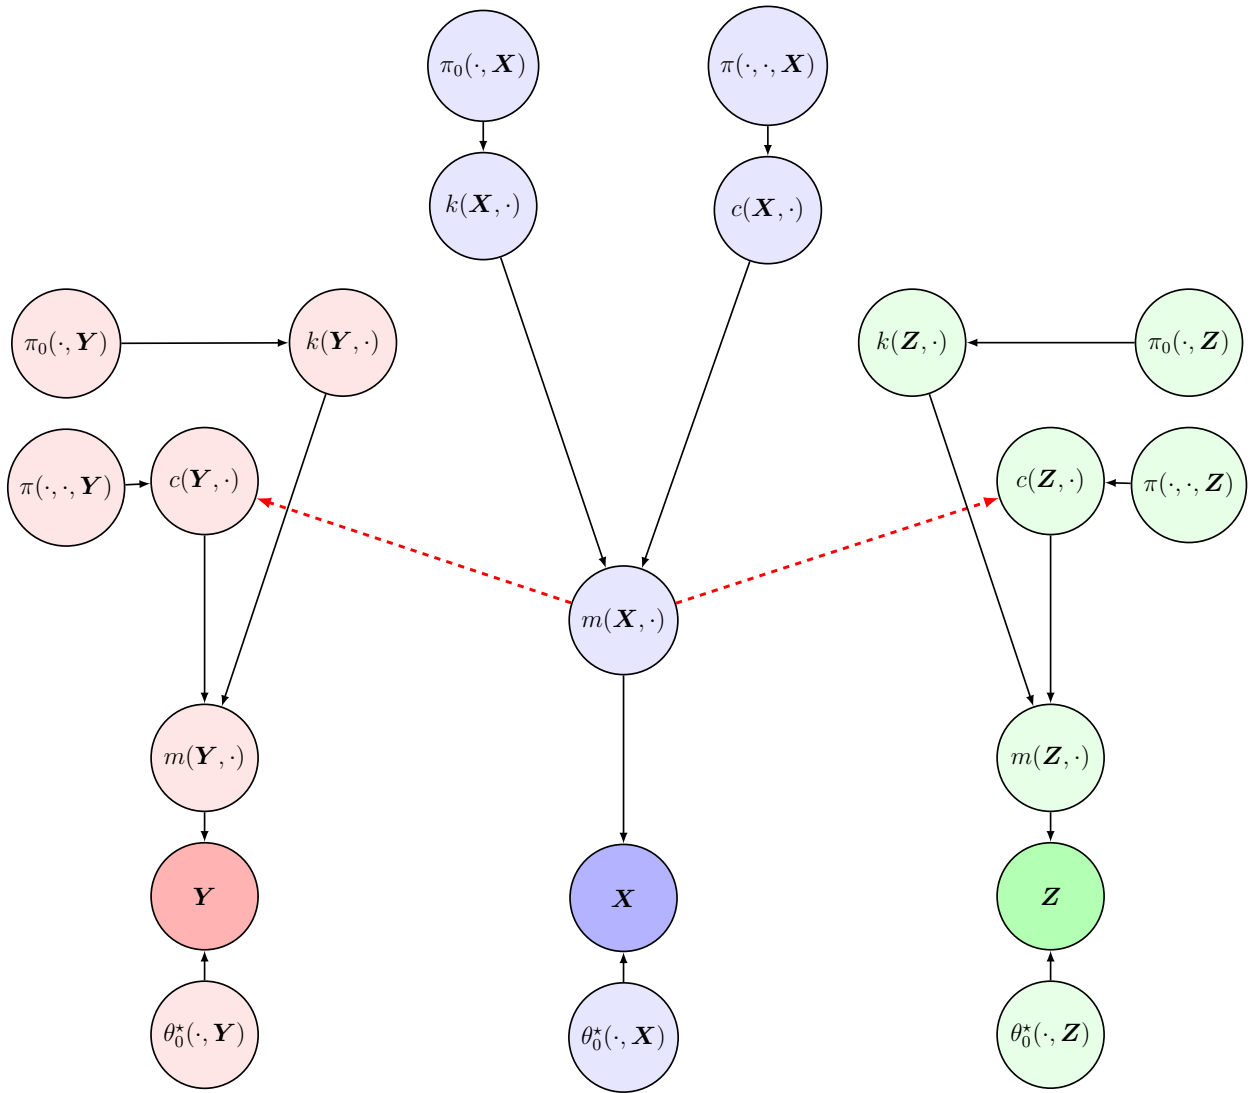 π₀(·, X)
π(·, ·, X)
k(X, ·)
c(X, ·)
π₀(·, Y)
k(Y, ·)
k(Z, ·)
π₀(·, Z)
π(·, ·, Y)
c(Y, ·)
c(Z, ·)
π(·, ·, Z)
m(X, ·)
m(Y, ·)
m(Z, ·)
Y
X
Z
θ₀⋆(·, Y)
θ₀⋆(·, X)
θ₀⋆(·, Z)